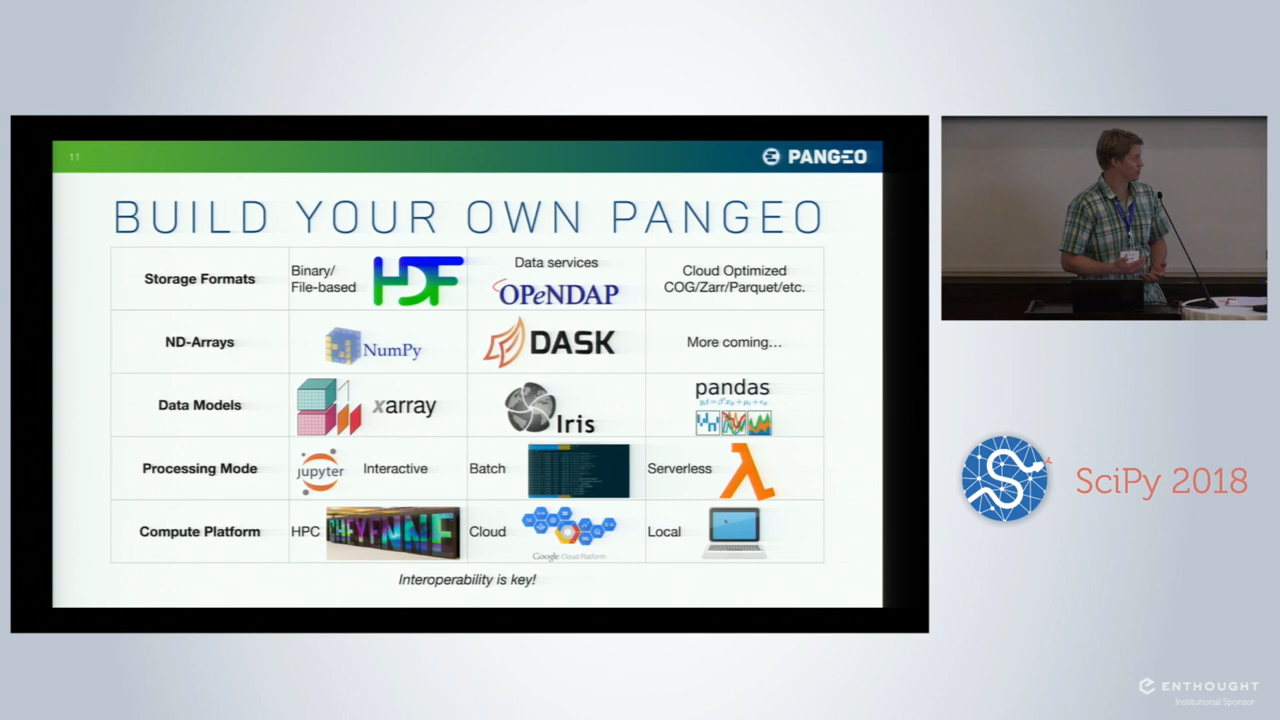 11
PANGEO
BUILD YOUR OWN PANGEO
Storage Formats
Binary/
File-based
HDF
Data services
OPeNDAP
Cloud Optimized
COG/Zarr/Parquet/etc.
ND-Arrays
NumPy
DASK
More coming…
Data Models
xarray
Iris
pandas
Processing Mode
jupyter
Interactive
Batch
Serverless
λ
Compute Platform
HPC
CHEYENNE
Cloud
Google Cloud Platform
Local
Interoperability is key!
SciPy 2018
ENTHOUGHT
Institutional Sponsor